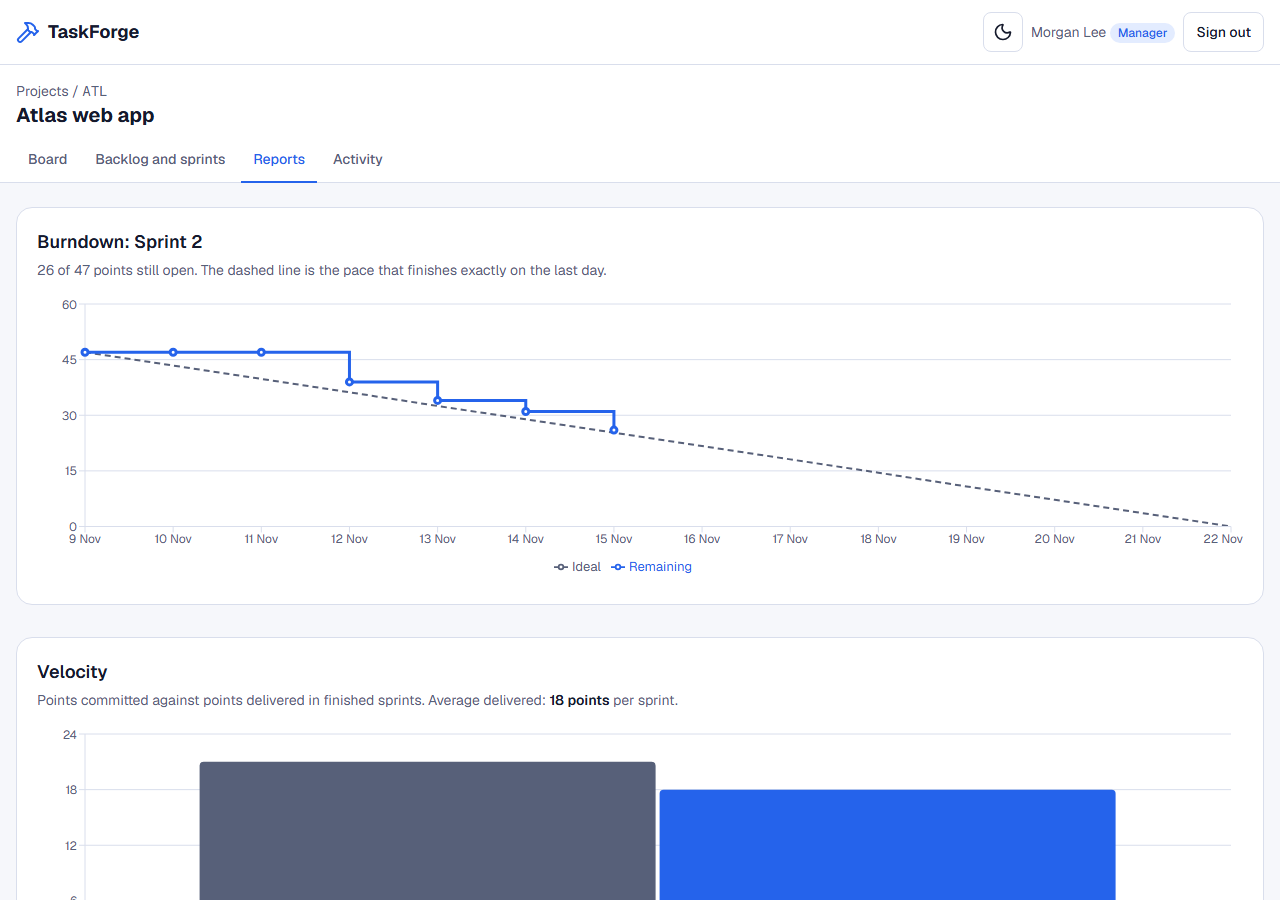 TaskForge
Morgan Lee Manager Sign out
Projects / ATL
Atlas web app
Board Backlog and sprints Reports Activity
Burndown: Sprint 2
26 of 47 points still open. The dashed line is the pace that finishes exactly on the last day.
60
45
30
15
0
9 Nov 10 Nov 11 Nov 12 Nov 13 Nov 14 Nov 15 Nov 16 Nov 17 Nov 18 Nov 19 Nov 20 Nov 21 Nov 22 Nov
Ideal Remaining
Velocity
Points committed against points delivered in finished sprints. Average delivered: 18 points per sprint.
24
18
12